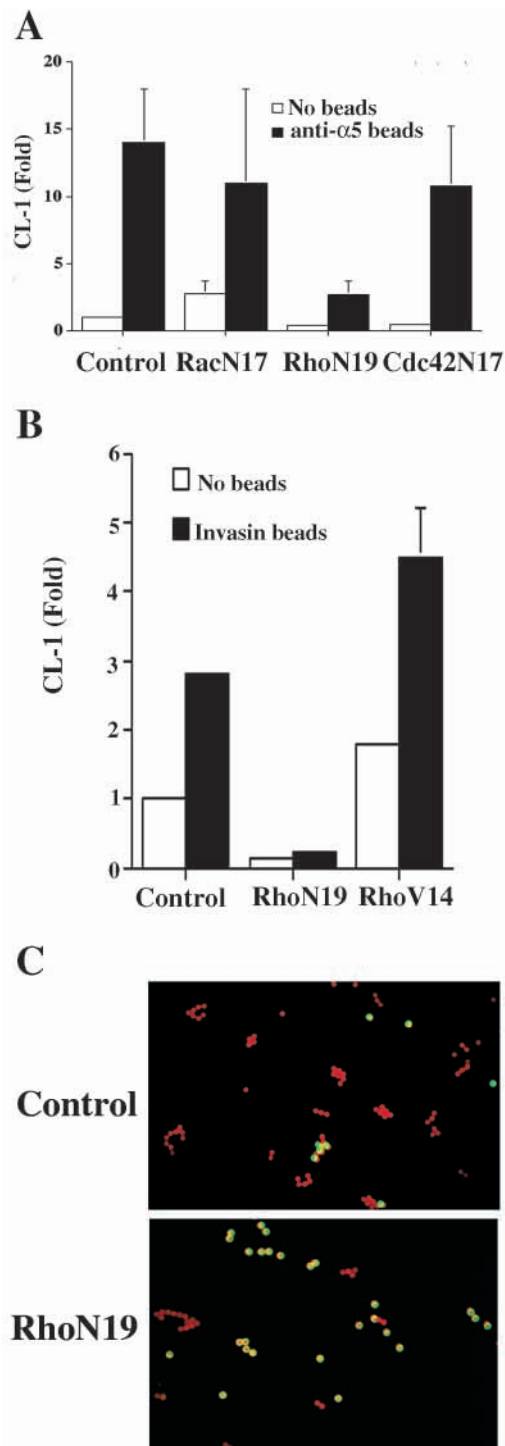 A
20
No beads
anti-α5 beads
15
CL-1 (Fold)
10
5
0
Control RacN17 RhoN19 Cdc42N17
B
6
No beads
5
Invasin beads
4
CL-1 (Fold)
3
2
1
0
Control RhoN19 RhoV14
C
Control
RhoN19